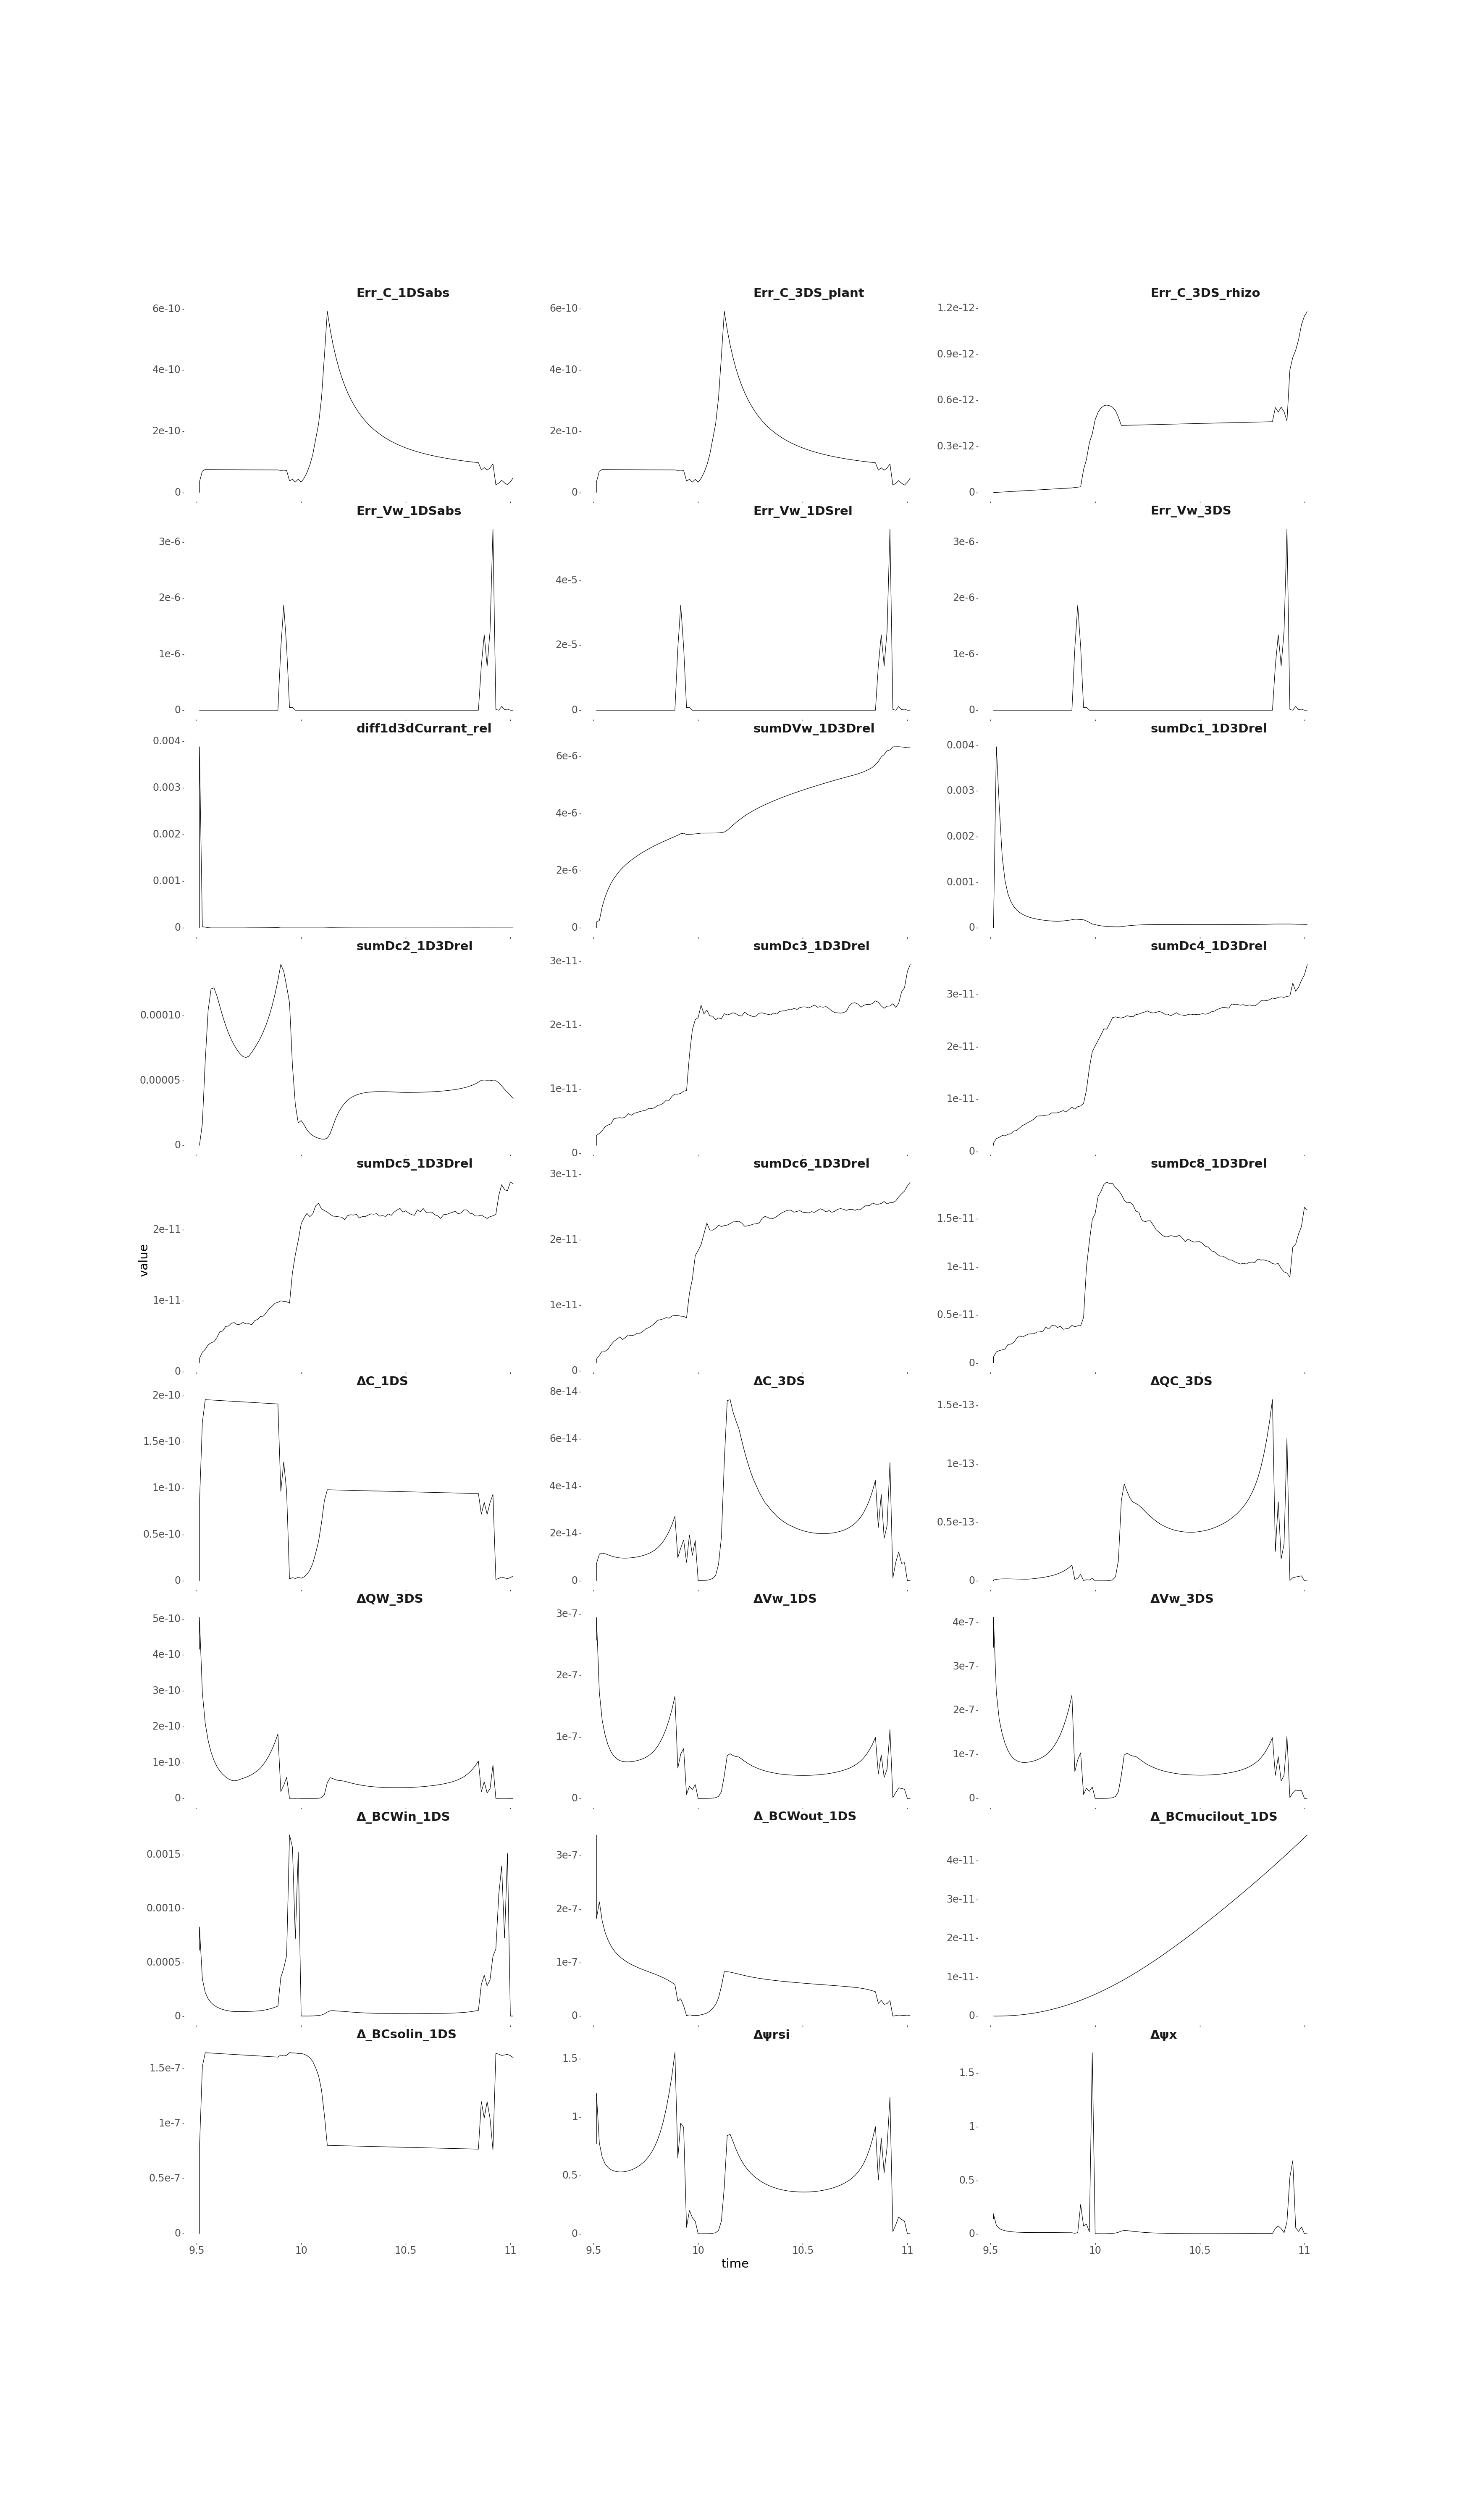 Err_C_1DSabs Err_C_3DS_plant Err_C_3DS_rhizo
6e-10 4e-10 2e-10 0
6e-10 4e-10 2e-10 0
1.2e-12 0.9e-12 0.6e-12 0.3e-12 0
Err_Vw_1DSabs Err_Vw_1DSrel Err_Vw_3DS
3e-6 2e-6 1e-6 0
4e-5 2e-5 0
3e-6 2e-6 1e-6 0
diff1d3dCurrant_rel sumDVw_1D3Drel sumDc1_1D3Drel
0.004 0.003 0.002 0.001 0
6e-6 4e-6 2e-6 0
0.004 0.003 0.002 0.001 0
sumDc2_1D3Drel sumDc3_1D3Drel sumDc4_1D3Drel
0.00010 0.00005 0
3e-11 2e-11 1e-11 0
3e-11 2e-11 1e-11 0
sumDc5_1D3Drel sumDc6_1D3Drel sumDc8_1D3Drel
2e-11 1e-11 0
3e-11 2e-11 1e-11 0
1.5e-11 1e-11 0.5e-11 0
value
ΔC_1DS ΔC_3DS ΔQC_3DS
2e-10 1.5e-10 1e-10 0.5e-10 0
8e-14 6e-14 4e-14 2e-14 0
1.5e-13 1e-13 0.5e-13 0
ΔQW_3DS ΔVw_1DS ΔVw_3DS
5e-10 4e-10 3e-10 2e-10 1e-10 0
3e-7 2e-7 1e-7 0
4e-7 3e-7 2e-7 1e-7 0
Δ_BCWin_1DS Δ_BCWout_1DS Δ_BCmucilout_1DS
0.0015 0.0010 0.0005 0
3e-7 2e-7 1e-7 0
4e-11 3e-11 2e-11 1e-11 0
Δ_BCsolin_1DS Δψrsi Δψx
1.5e-7 1e-7 0.5e-7 0
1.5 1 0.5 0
1.5 1 0.5 0
9.5 10 10.5 11 9.5 10 10.5 11 9.5 10 10.5 11
time